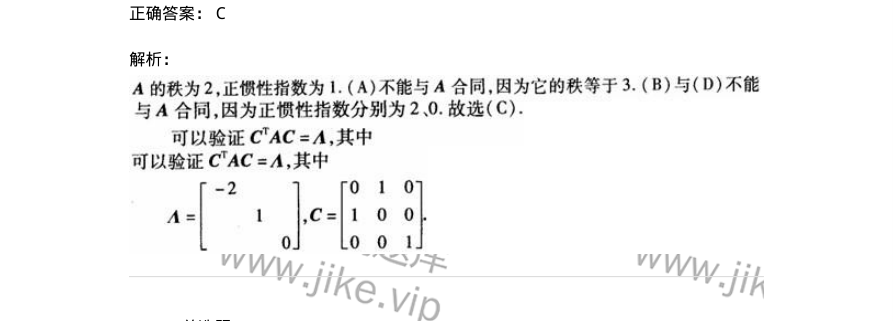 正确答案： C
解析：
A 的秩为 2,正惯性指数为 1. (A)不能与 A 合同,因为它的秩等于 3. (B)与(D)不能
与 A 合同,因为正惯性指数分别为 2、0. 故选(C).
可以验证 CᵀAC = Λ,其中
可以验证 CᵀAC = Λ,其中
-2 0 1 0
Λ = 1 ,C = 1 0 0 .
0 0 0 1
www.jike.vip
www.jik